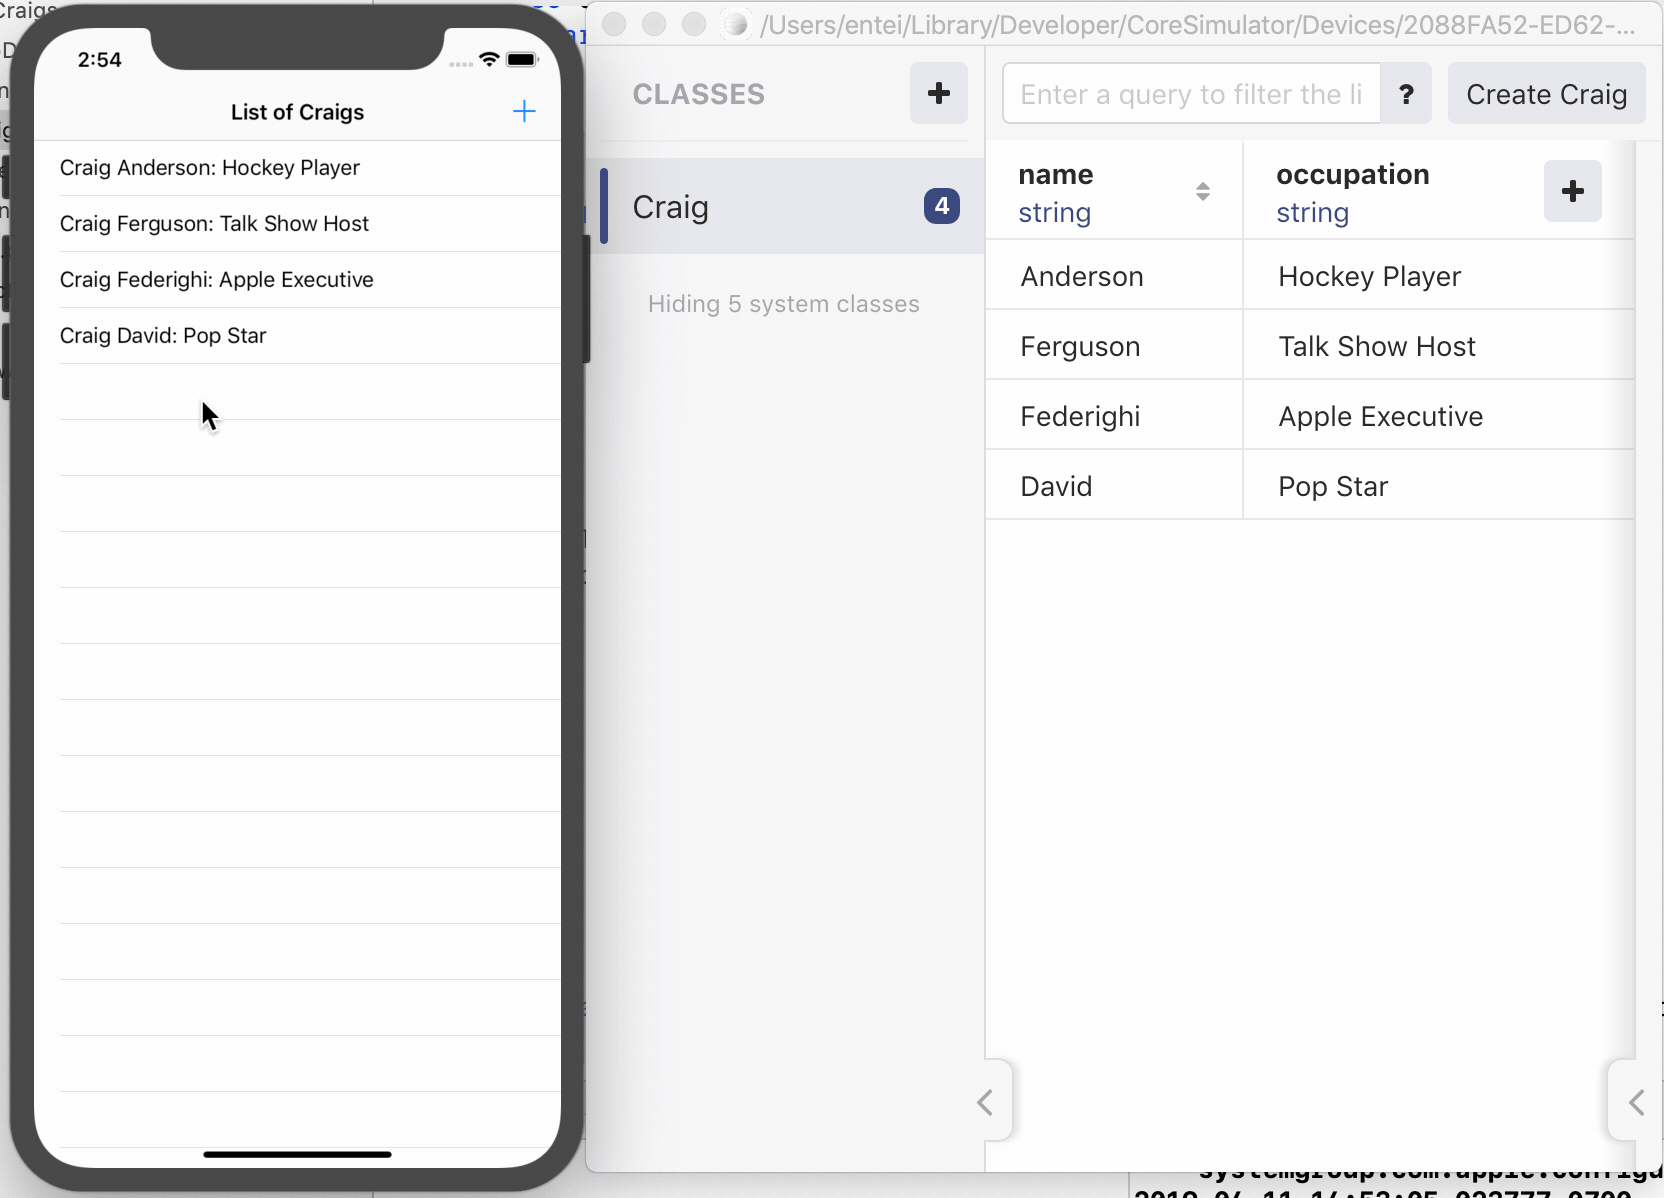 Craigs
2:54
List of Craigs
Craig Anderson: Hockey Player
Craig Ferguson: Talk Show Host
Craig Federighi: Apple Executive
Craig David: Pop Star
/Users/entei/Library/Developer/CoreSimulator/Devices/2088FA52-ED62-...
CLASSES
Enter a query to filter the li
?
Create Craig
Craig
4
Hiding 5 system classes
name
string
occupation
string
Anderson
Hockey Player
Ferguson
Talk Show Host
Federighi
Apple Executive
David
Pop Star